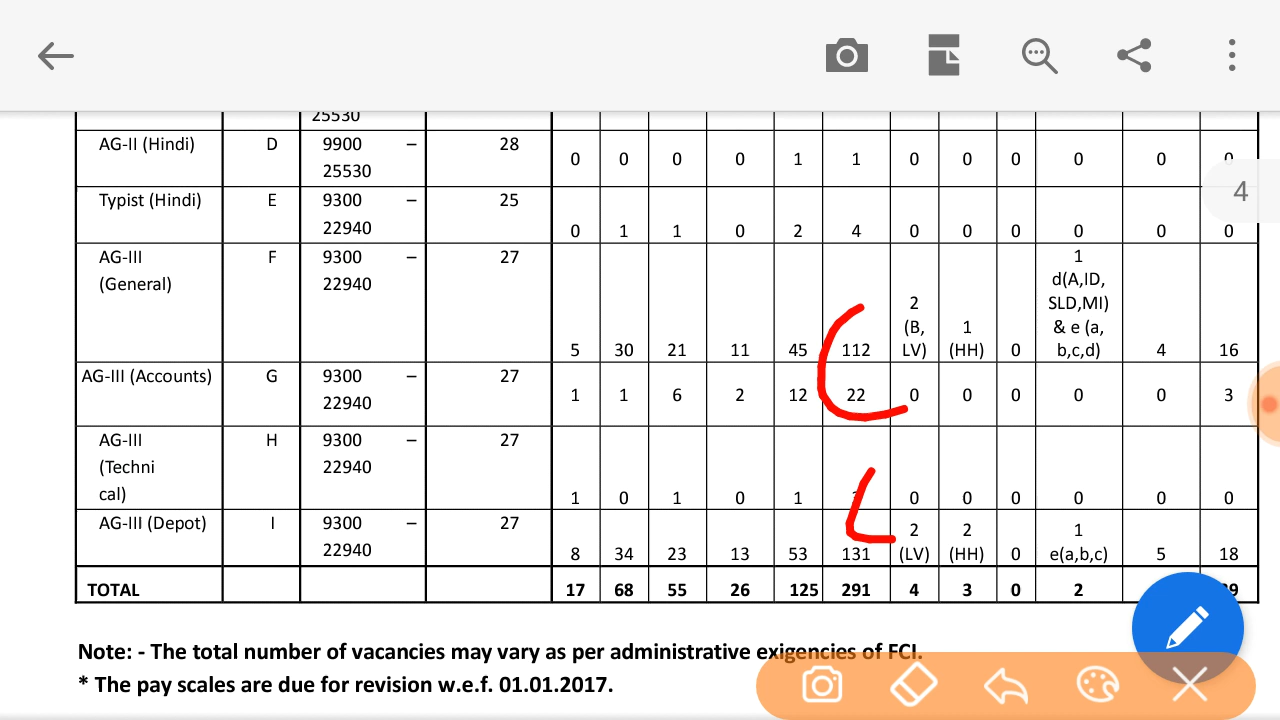 25530
AG-II (Hindi) D 9900 – 28 0 0 0 0 1 1 0 0 0 0 0 0
25530
Typist (Hindi) E 9300 – 25 0 1 1 0 2 4 0 0 0 0 0 0
22940
4
AG-III F 9300 – 27 5 30 21 11 45 112 2 1 0 1 4 16
(General) 22940 (B, (HH) d(A,ID,
LV) SLD,MI)
& e (a,
b,c,d)
AG-III (Accounts) G 9300 – 27 1 1 6 2 12 22 0 0 0 0 0 3
22940
AG-III H 9300 – 27 1 0 1 0 1 0 0 0 0 0 0
(Techni 22940
cal)
AG-III (Depot) I 9300 – 27 8 34 23 13 53 131 2 2 0 1 5 18
22940 (LV) (HH) e(a,b,c)
TOTAL 17 68 55 26 125 291 4 3 0 2
Note: - The total number of vacancies may vary as per administrative exigencies of FCI.
* The pay scales are due for revision w.e.f. 01.01.2017.